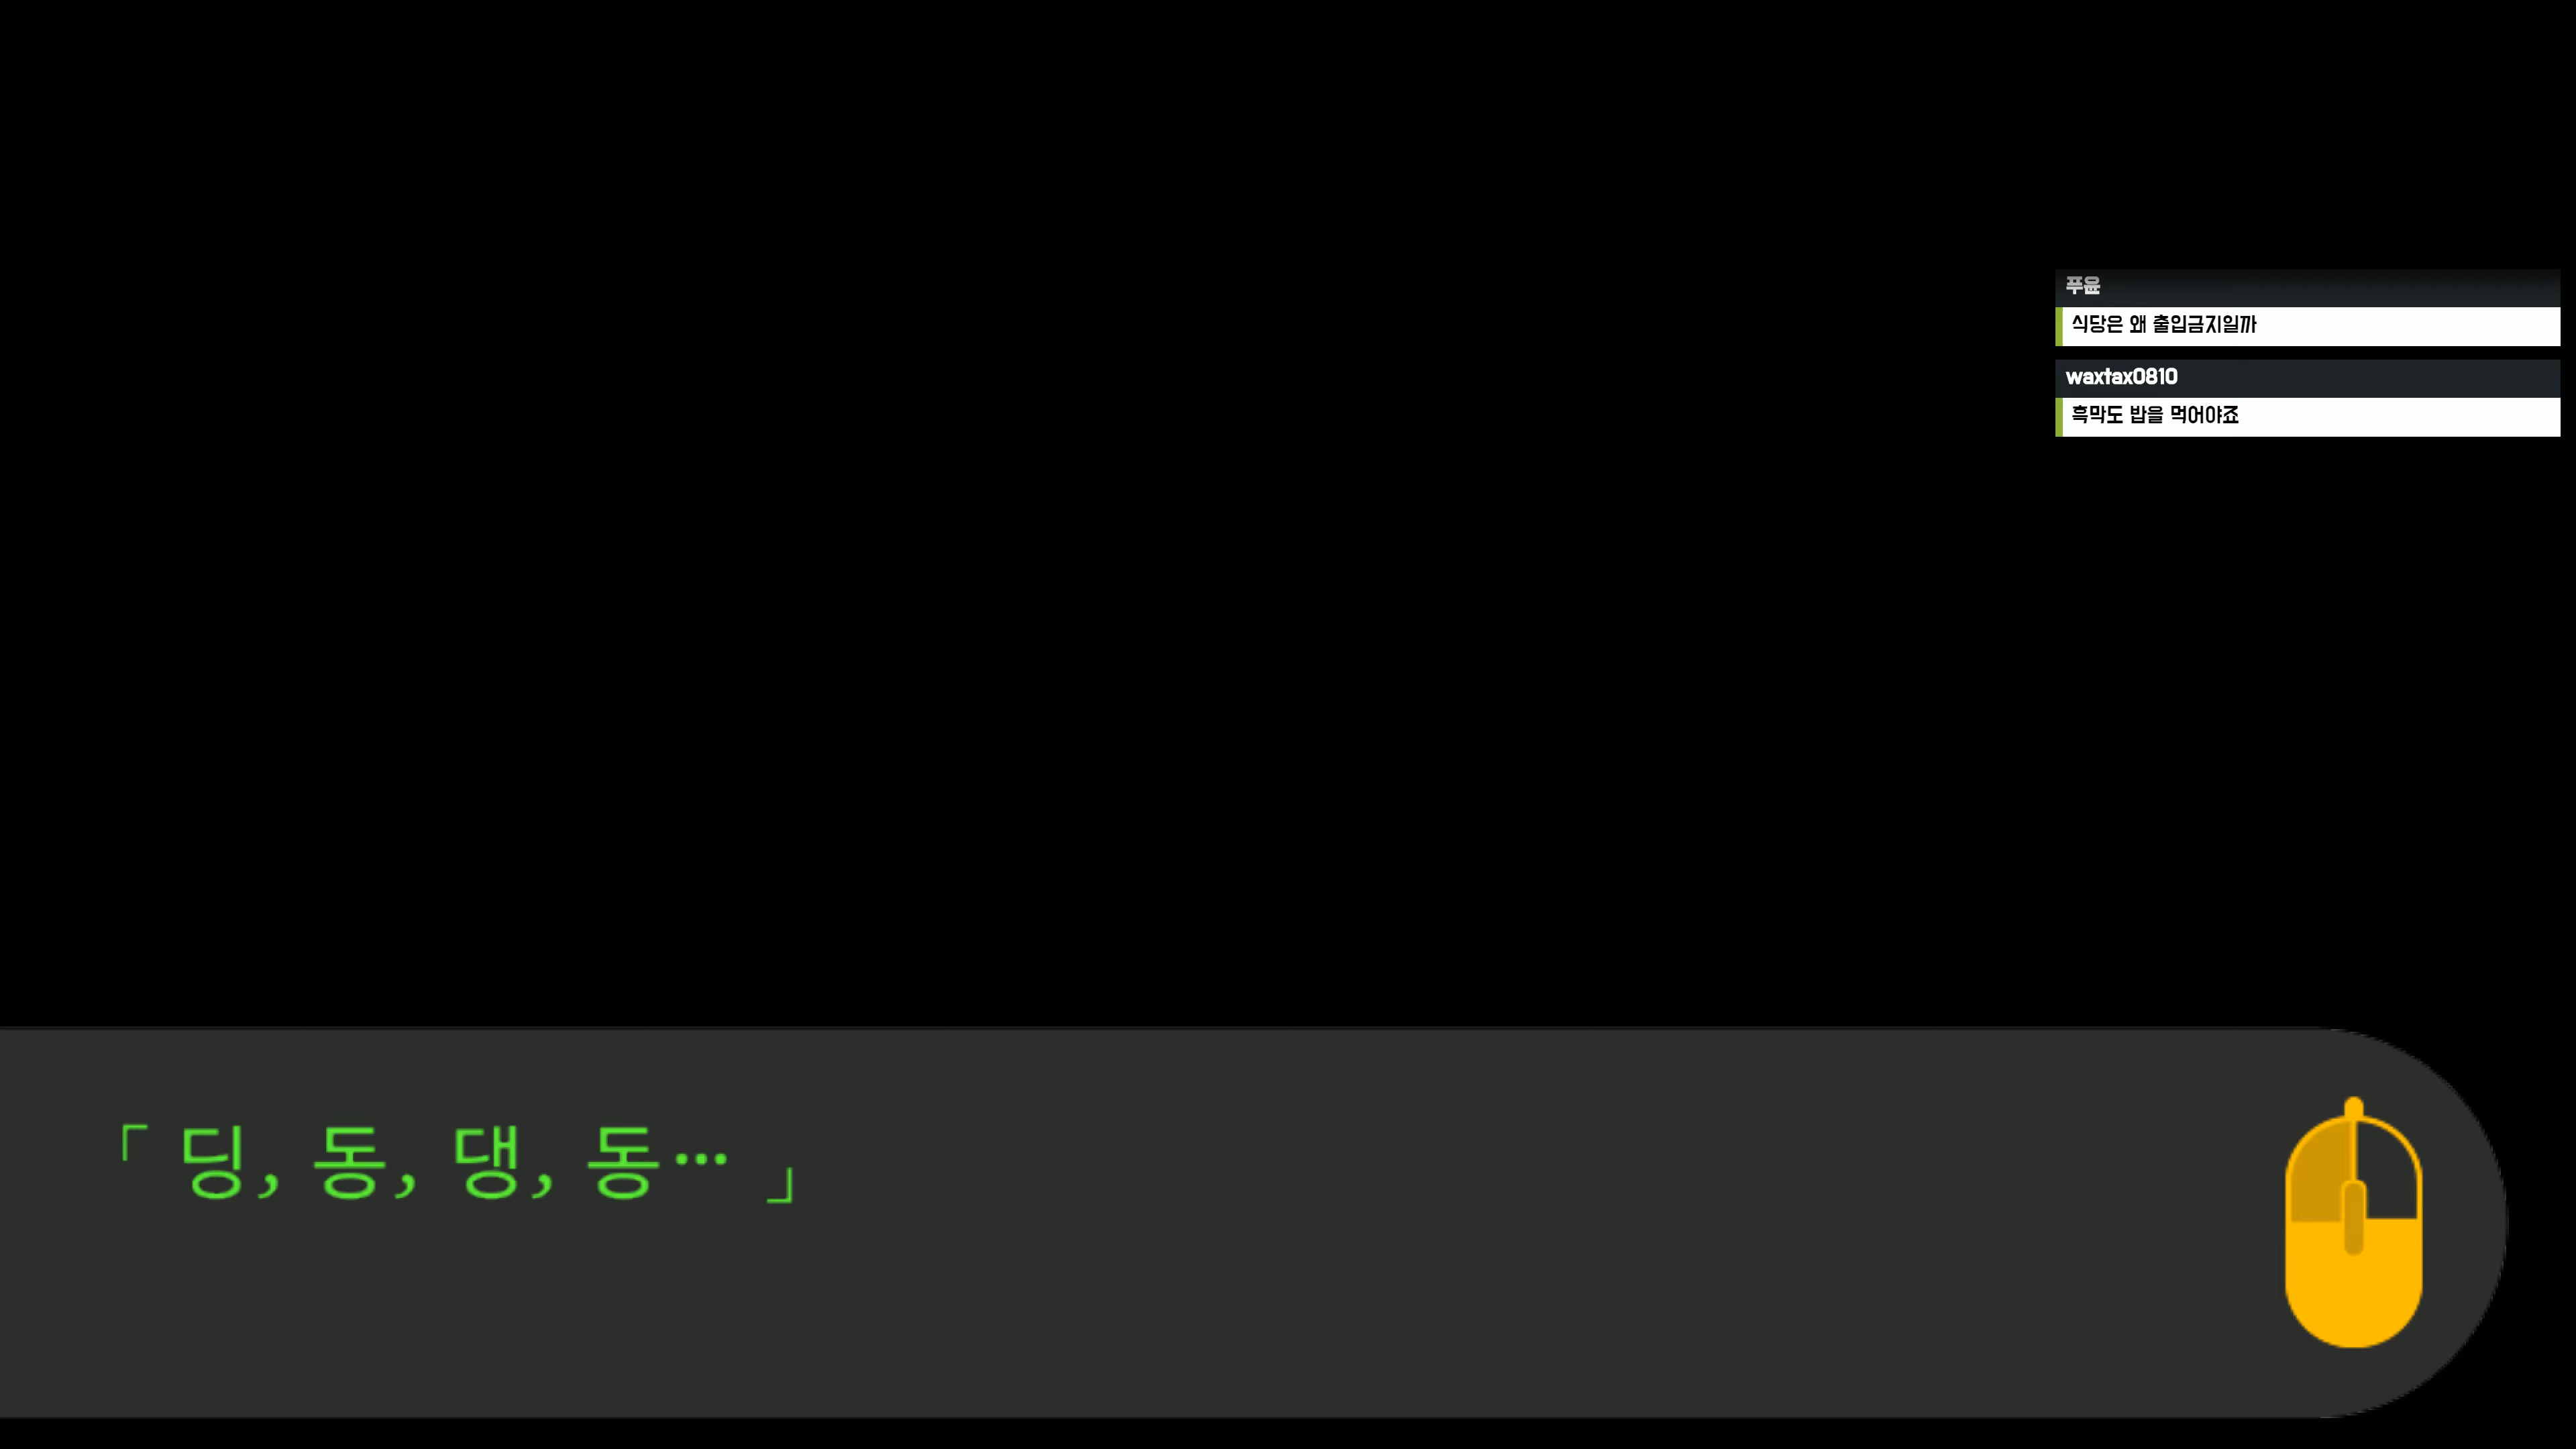 푸윤
식당은 왜 출입금지일까
waxtax0810
흑막도 밥을 먹어야죠
「 딩, 동, 댕, 동… 」